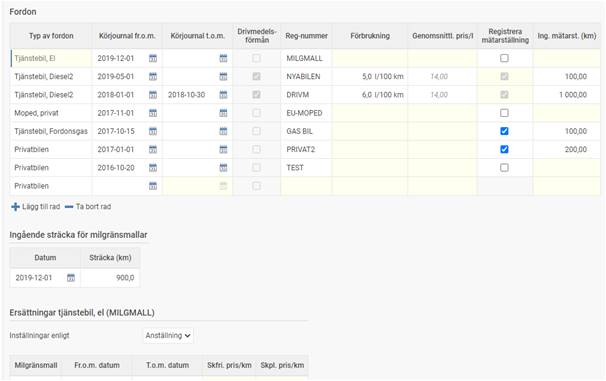 Fordon
Typ av fordon Körjournal fr.o.m. Körjournal t.o.m. Drivmedels-förmån Reg-nummer Förbrukning Genomsnittl. pris/l Registrera mätarställning Ing. mätarst. (km)
Tjänstebil, El 2019-12-01 MILGMALL
Tjänstebil, Diesel2 2019-05-01 NYABILEN 5,0 l/100 km 14,00 100,00
Tjänstebil, Diesel2 2018-01-01 2018-10-30 DRIVM 6,0 l/100 km 14,00 1 000,00
Moped, privat 2017-11-01 EU-MOPED
Tjänstebil, Fordonsgas 2017-10-15 GAS BIL 100,00
Privatbilen 2017-01-01 PRIVAT2 200,00
Privatbilen 2016-10-20 TEST
Privatbilen
Lägg till rad Ta bort rad
Ingående sträcka för milgränsmallar
Datum Sträcka (km)
2019-12-01 900,0
Ersättningar tjänstebil, el (MILGMALL)
Inställningar enligt Anställning
Milgränsmall Fr.o.m. datum T.o.m. datum Skfri. pris/km Skpl. pris/km